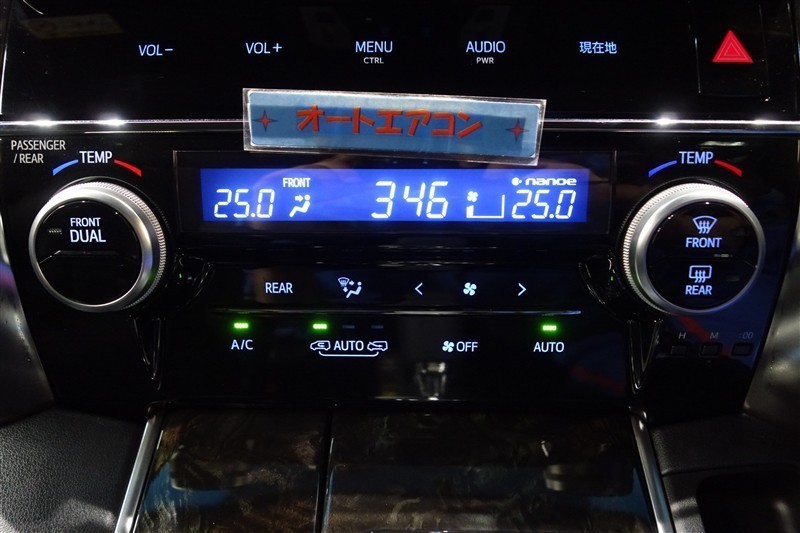 VOL− VOL+ MENU AUDIO 現在地
CTRL PWR
オートエアコン
PASSENGER
/ REAR
TEMP
TEMP
FRONT
DUAL
25.0 FRONT 346 nanoe 25.0
FRONT
REAR
REAR < >
A/C AUTO OFF AUTO
H M :00